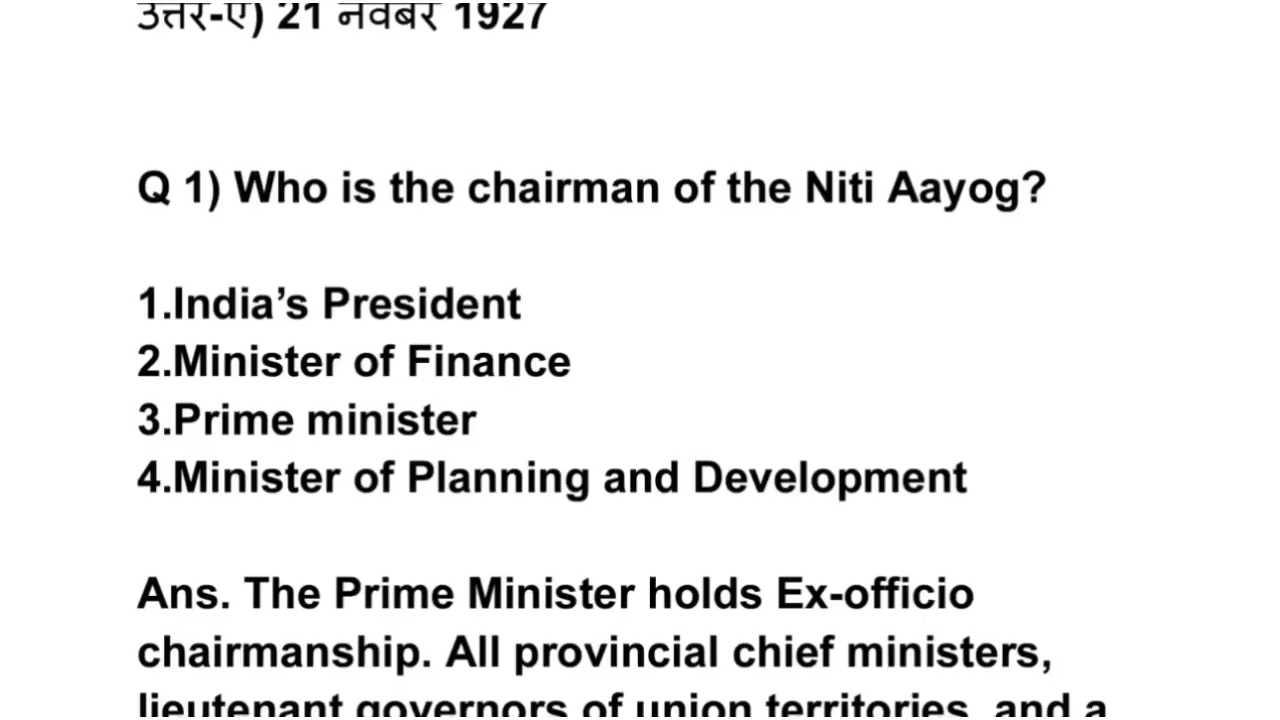 उत्तर-ए) 21 नवंबर 1927
Q 1) Who is the chairman of the Niti Aayog?
1.India’s President
2.Minister of Finance
3.Prime minister
4.Minister of Planning and Development
Ans. The Prime Minister holds Ex-officio
chairmanship. All provincial chief ministers,
lieutenant governors of union territories, and a